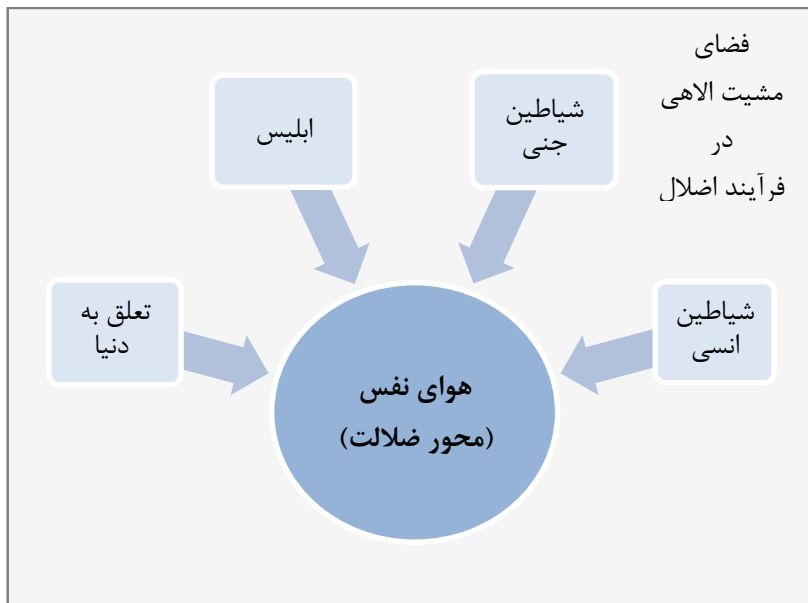 فضای
مشیت الاهی
در
فرآیند اضلال
شیاطین
جنی
ابلیس
شیاطین
انسی
تعلق به
دنیا
هوای نفس
(محور ضلالت)